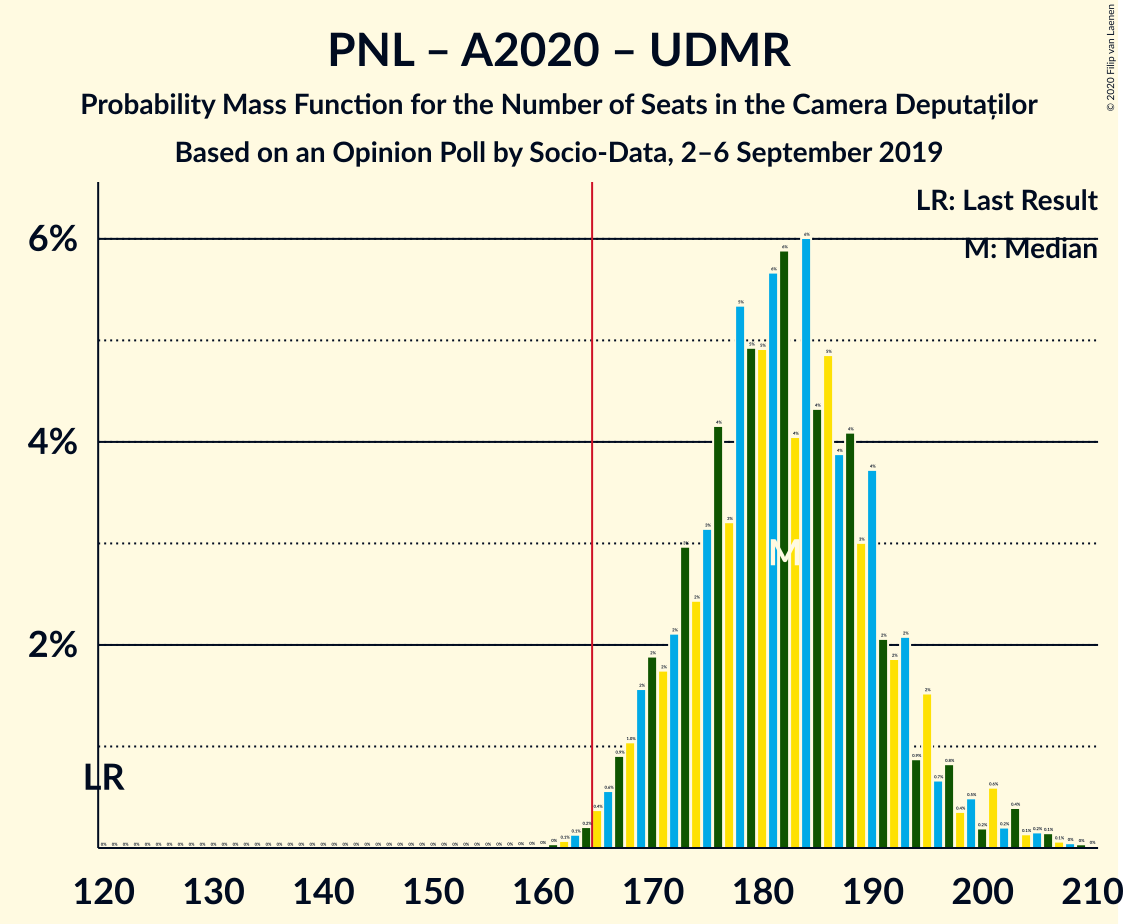 PNL – A2020 – UDMR
Probability Mass Function for the Number of Seats in the Camera Deputaților
Based on an Opinion Poll by Socio-Data, 2–6 September 2019
© 2020 Filip van Laenen
LR: Last Result
M: Median
6%
4%
2%
LR
M
120 130 140 150 160 170 180 190 200 210